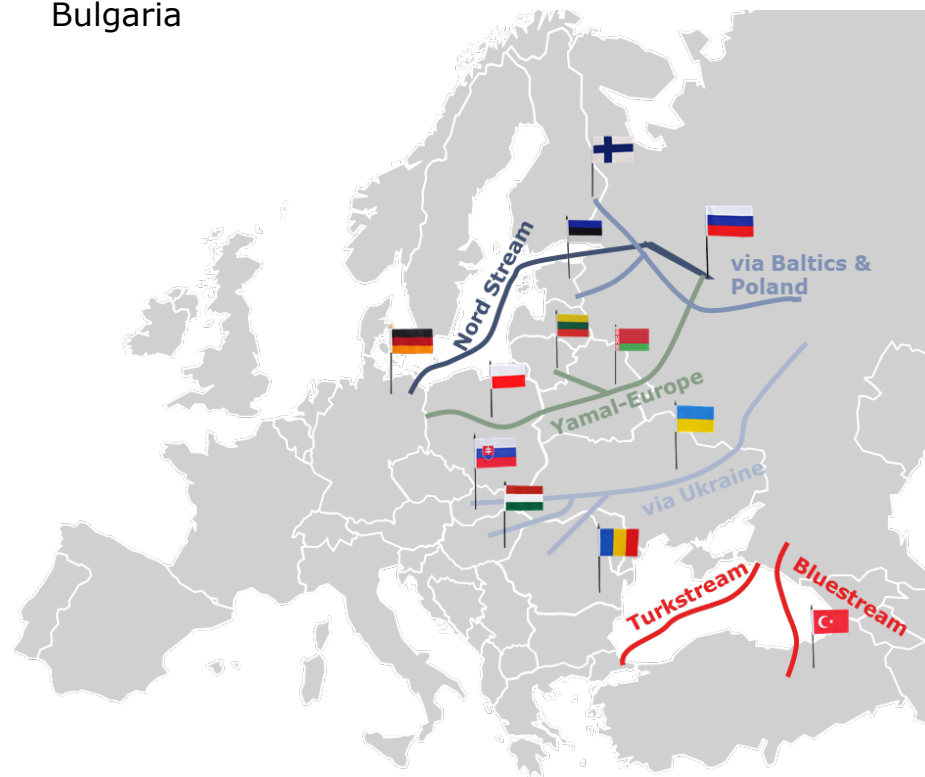 Bulgaria
Nord Stream
via Baltics &
Poland
Yamal-Europe
via Ukraine
Turkstream
Bluestream